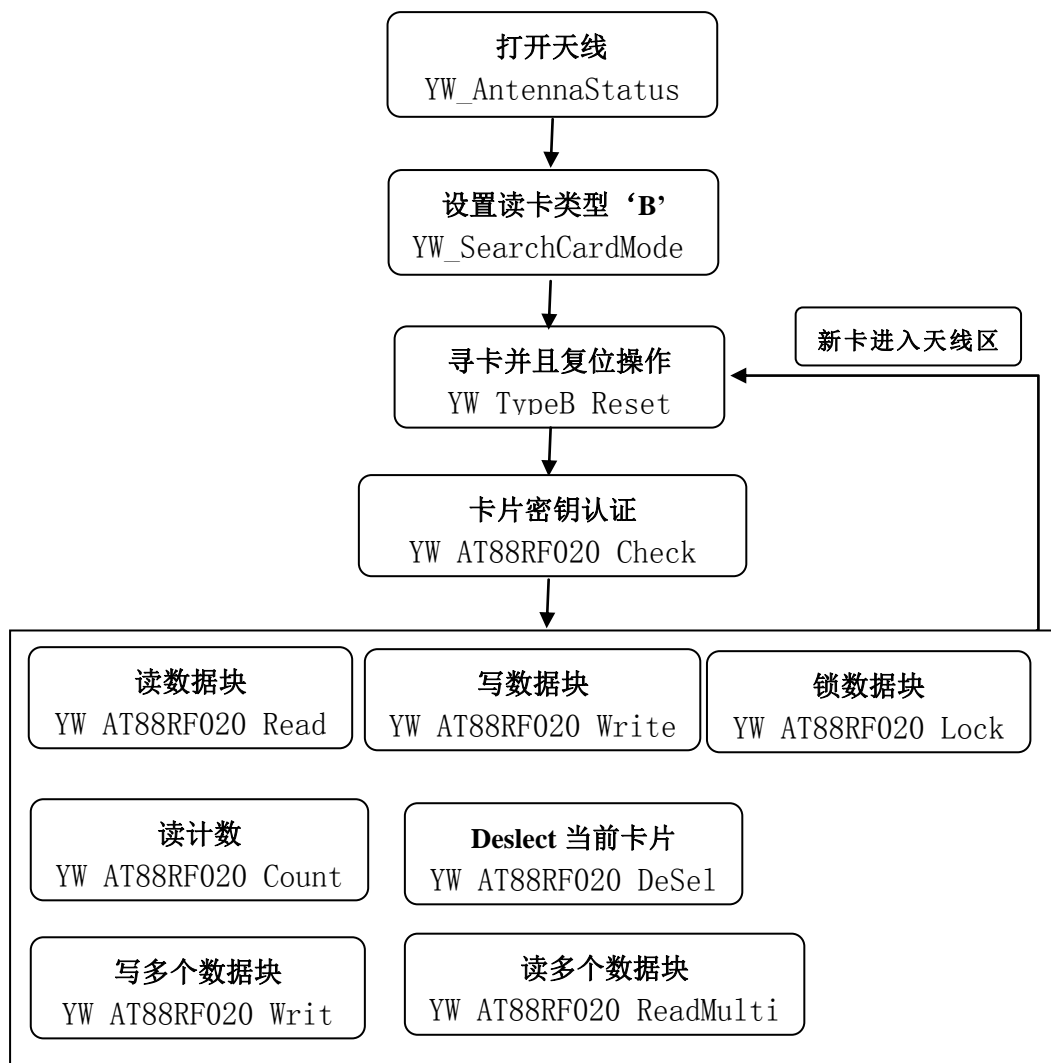 打开天线
YW_AntennaStatus
设置读卡类型‘B’
YW_SearchCardMode
新卡进入天线区
寻卡并且复位操作
YW TypeB Reset
卡片密钥认证
YW AT88RF020 Check
读数据块
YW AT88RF020 Read
写数据块
YW AT88RF020 Write
锁数据块
YW AT88RF020 Lock
读计数
YW AT88RF020 Count
Deslect 当前卡片
YW AT88RF020 DeSel
写多个数据块
YW AT88RF020 Writ
读多个数据块
YW AT88RF020 ReadMulti